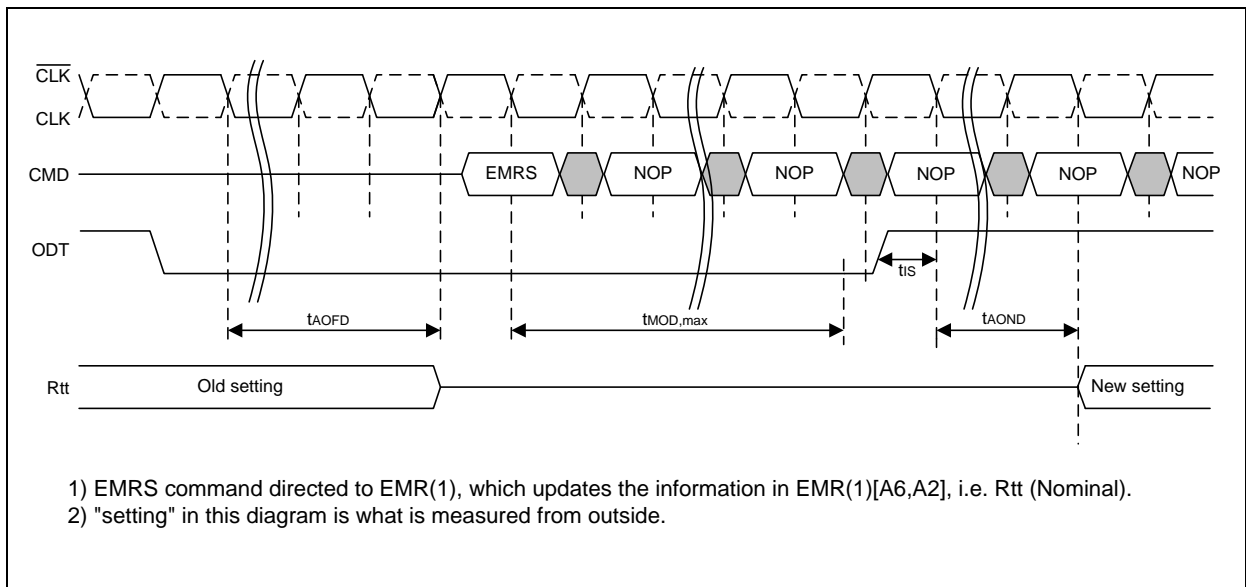 CLK
CLK
CMD
EMRS
NOP
NOP
NOP
NOP
NOP
ODT
tIS
tAOFD
tMOD,max
tAOND
Rtt
Old setting
New setting
1) EMRS command directed to EMR(1), which updates the information in EMR(1)[A6,A2], i.e. Rtt (Nominal).
2) "setting" in this diagram is what is measured from outside.